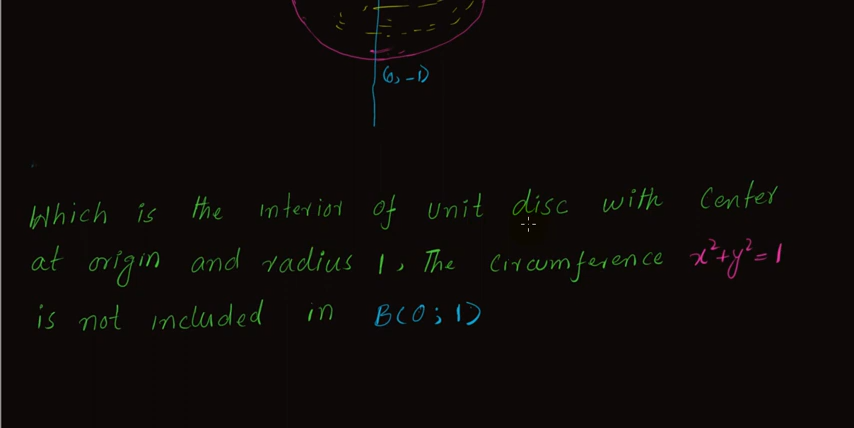 (0, -1)
Which is the interior of unit disc with center
at origin and radius 1, The circumference x²+y²=1
is not included in B(0; 1)